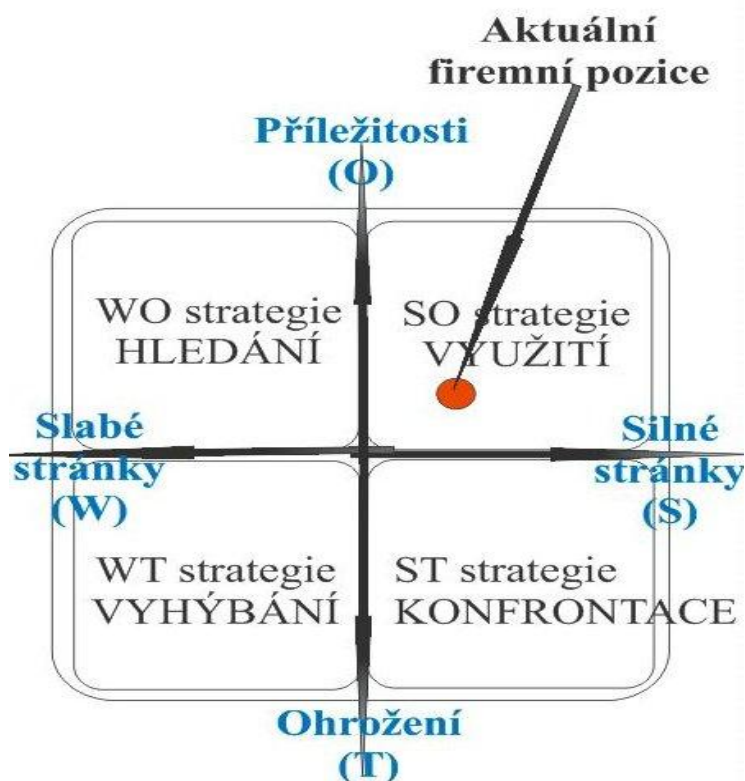 Aktuální
firemní pozice
Příležitosti
(O)
WO strategie
HLEDÁNÍ
SO strategie
VYUŽITÍ
Slabé
stránky
(W)
Silné
stránky
(S)
WT strategie
VYHÝBÁNÍ
ST strategie
KONFRONTACE
Ohrožení
(T)